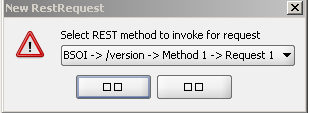 New RestRequest
Select REST method to invoke for request
BSOI -> /version -> Method 1 -> Request 1